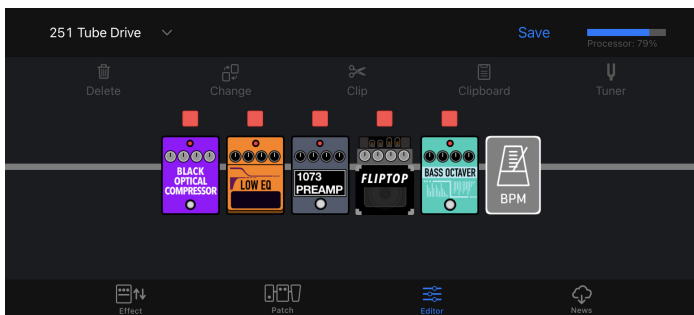 251 Tube Drive
Save
Processor: 79%
Delete
Change
Clip
Clipboard
Tuner
BLACK
OPTICAL
COMPRESSOR
LOW EQ
1073
PREAMP
FLIPTOP
BASS OCTAVER
BPM
Effect
Patch
Editor
News